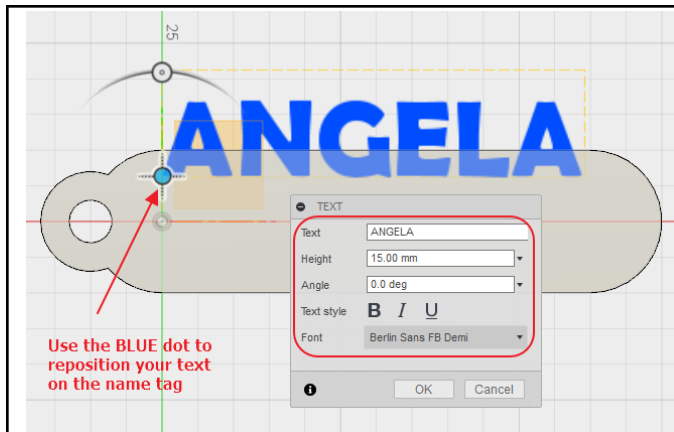 25
ANGELA
TEXT
Text ANGELA
Height 15.00 mm
Angle 0.0 deg
Text style B I U
Font Berlin Sans FB Demi
OK Cancel
Use the BLUE dot to
reposition your text
on the name tag